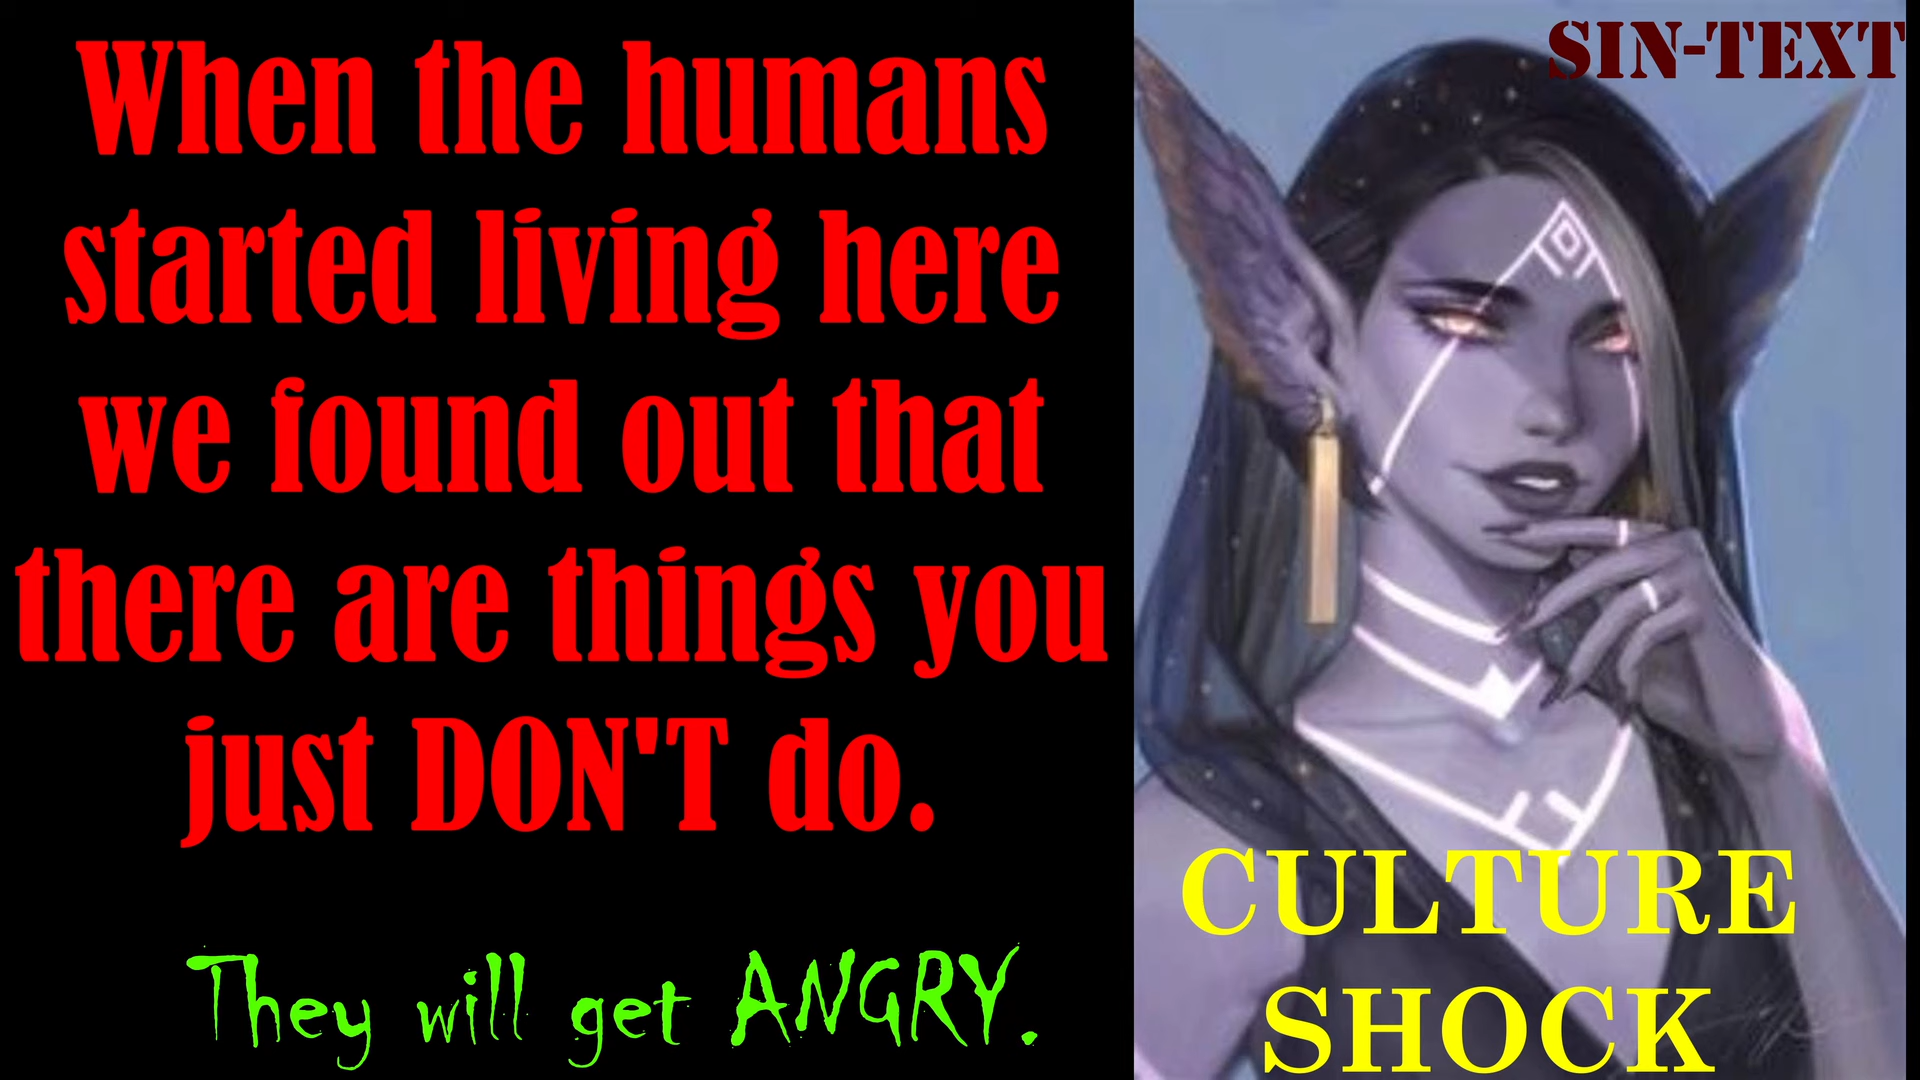 When the humans
started living here
we found out that
there are things you
just DON'T do.
They will get ANGRY.
SIN-TEXT
CULTURE
SHOCK